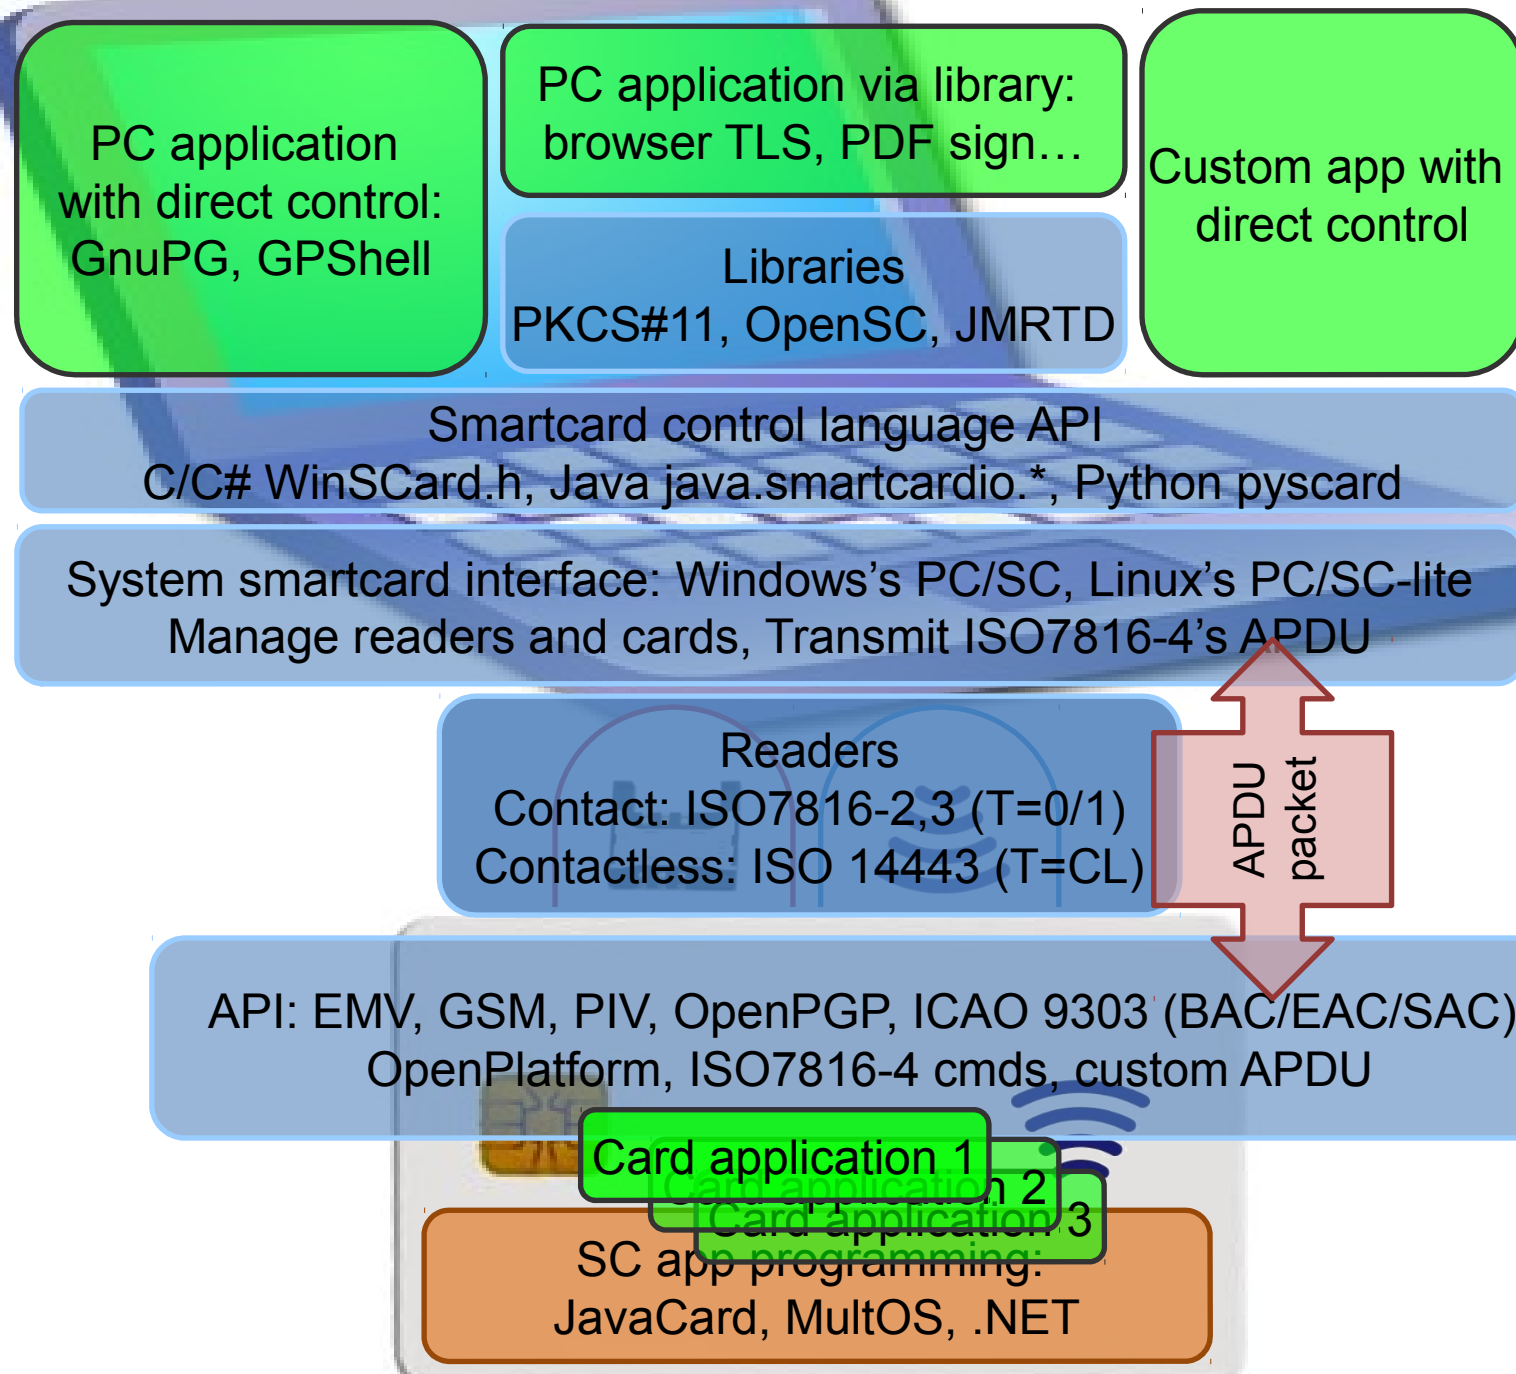 PC application
with direct control:
GnuPG, GPShell
PC application via library:
browser TLS, PDF sign…
Custom app with
direct control
Libraries
PKCS#11, OpenSC, JMRTD
Smartcard control language API
C/C# WinSCard.h, Java java.smartcardio.*, Python pyscard
System smartcard interface: Windows’s PC/SC, Linux’s PC/SC-lite
Manage readers and cards, Transmit ISO7816-4’s APDU
Readers
Contact: ISO7816-2,3 (T=0/1)
Contactless: ISO 14443 (T=CL)
APDU
packet
API: EMV, GSM, PIV, OpenPGP, ICAO 9303 (BAC/EAC/SAC)
OpenPlatform, ISO7816-4 cmds, custom APDU
Card application 1
Card application 2
Card application 3
SC app programming:
JavaCard, MultOS, .NET